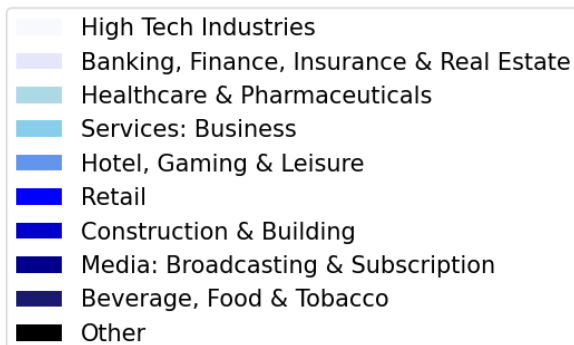 High Tech Industries
Banking, Finance, Insurance & Real Estate
Healthcare & Pharmaceuticals
Services: Business
Hotel, Gaming & Leisure
Retail
Construction & Building
Media: Broadcasting & Subscription
Beverage, Food & Tobacco
Other